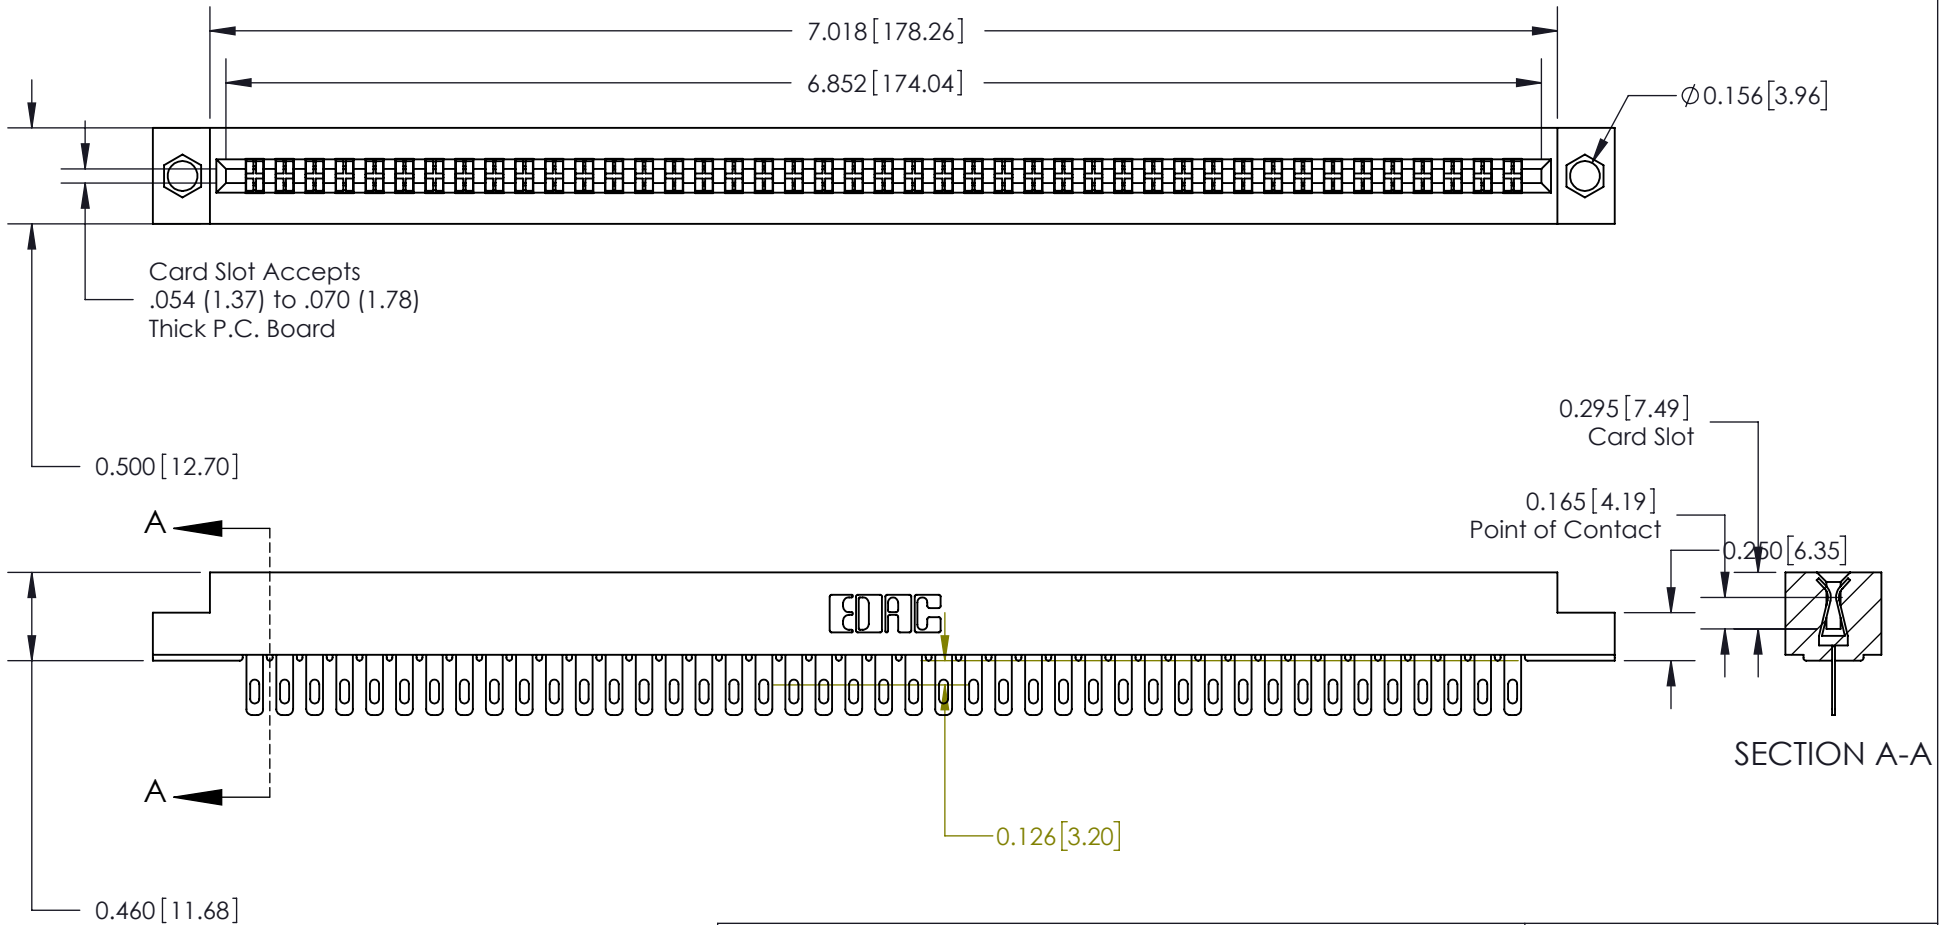 7.018[178.26]
6.852[174.04]
Ø0.156[3.96]
Card Slot Accepts
.054 (1.37) to .070 (1.78)
Thick P.C. Board
0.500[12.70]
0.295[7.49]
Card Slot
0.165[4.19]
Point of Contact
0.250[6.35]
A
EDAC
A
SECTION A-A
0.126[3.20]
0.460[11.68]